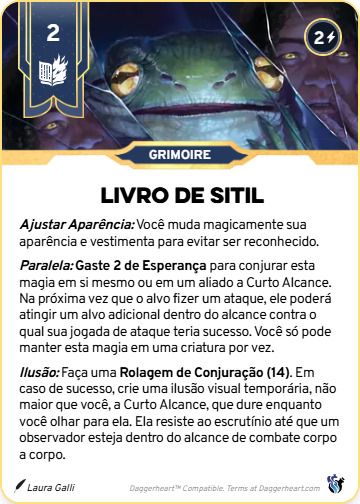 2
2
GRIMOIRE
LIVRO DE SITIL
Ajustar Aparência: Você muda magicamente sua
aparência e vestimenta para evitar ser reconhecido.
Paralela: Gaste 2 de Esperança para conjurar esta
magia em si mesmo ou em um aliado a Curto Alcance.
Na próxima vez que o alvo fizer um ataque, ele poderá
atingir um alvo adicional dentro do alcance contra o
qual sua jogada de ataque teria sucesso. Você só pode
manter esta magia em uma criatura por vez.
Ilusão: Faça uma Rolagem de Conjuração (14). Em
caso de sucesso, crie uma ilusão visual temporária, não
maior que você, a Curto Alcance, que dure enquanto
você olhar para ela. Ela resiste ao escrutínio até que um
observador esteja dentro do alcance de combate corpo
a corpo.
Laura Galli
Daggerheart™ Compatible. Terms at Daggerheart.com